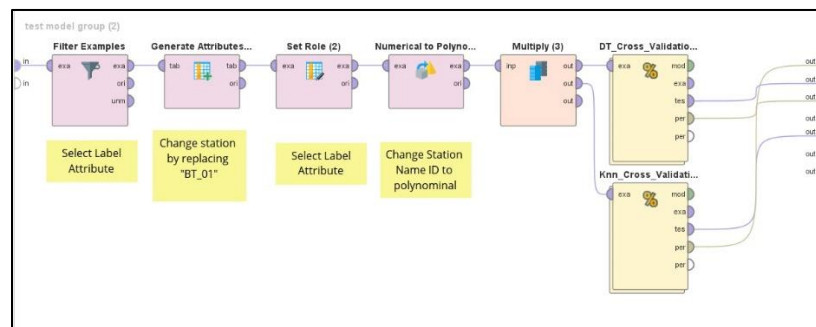 test model group (2)
Filter Examples
Generate Attributes...
Set Role (2)
Numerical to Polyno...
Multiply (3)
DT_Cross_Validatio...
in
in
exa
exa
ori
unm
tab
tab
ori
exa
exa
ori
exa
exa
ori
inp
out
out
out
exa
mod
exa
tes
per
per
out
out
out
out
out
out
Select Label
Attribute
Change station
by replacing
"BT_01"
Select Label
Attribute
Change Station
Name ID to
polynominal
Knn_Cross_Validati...
exa
mod
exa
tes
per
per